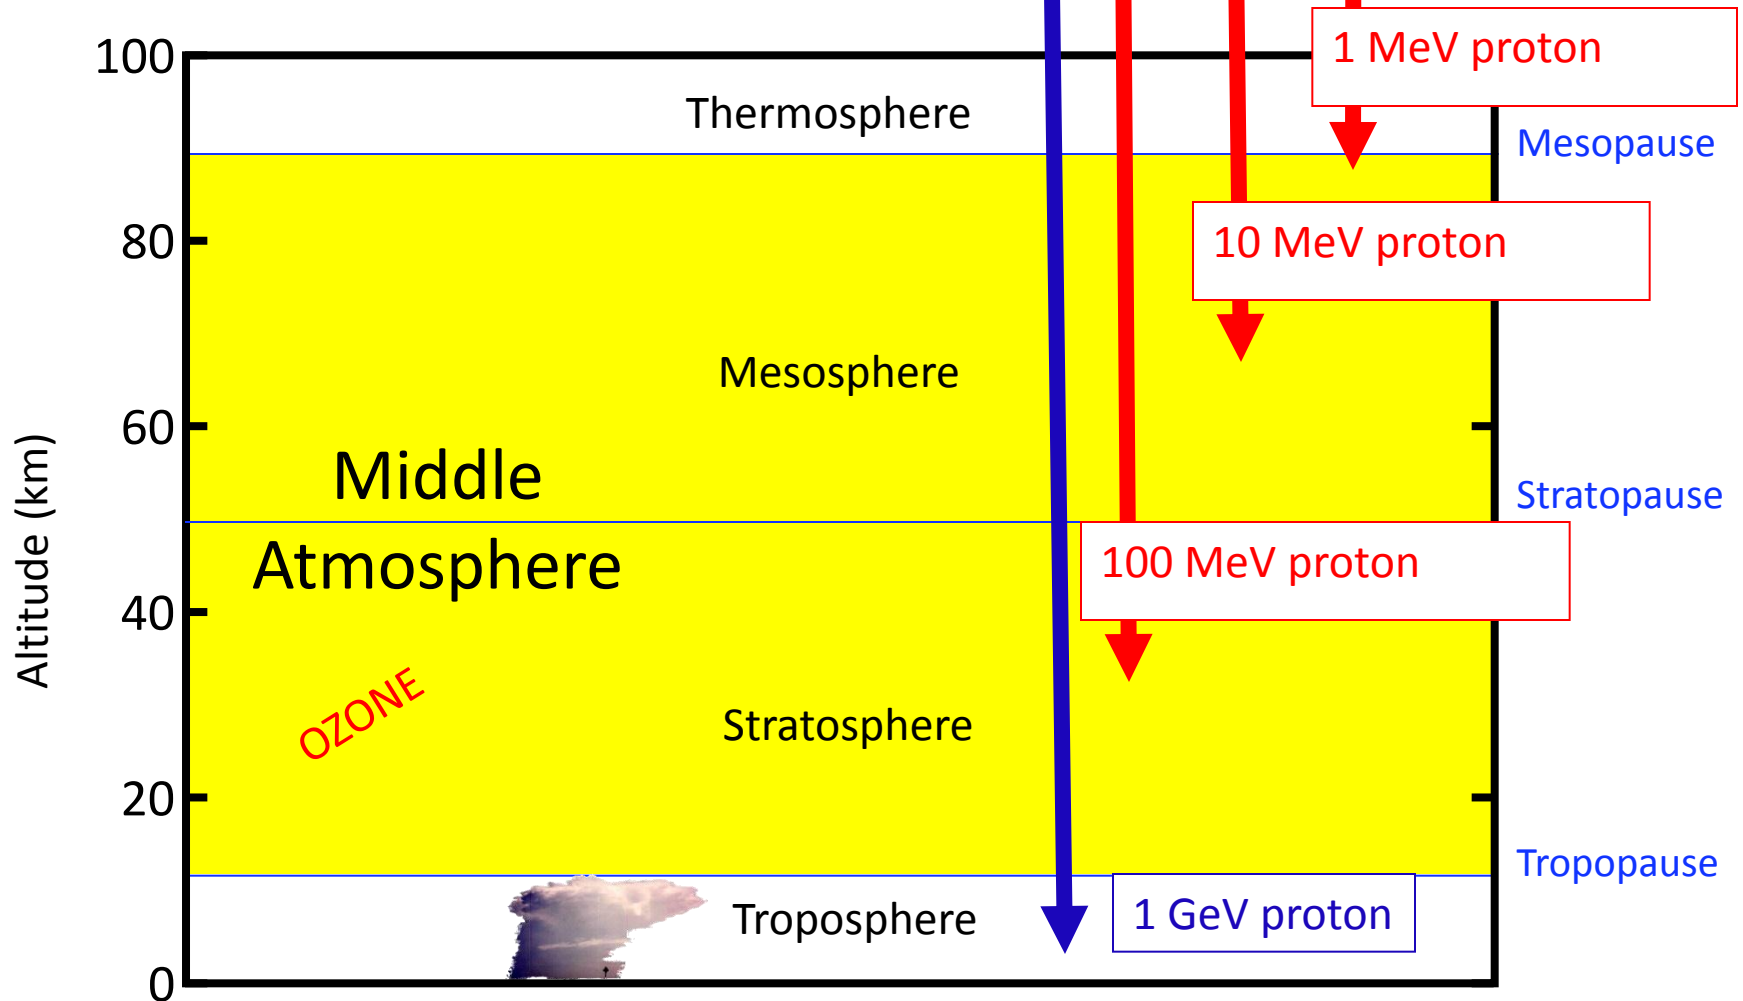 1 MeV proton
100
Thermosphere
Mesopause
80
10 MeV proton
Mesosphere
60
Middle
Stratopause
Atmosphere
100 MeV proton
Altitude (km)
40
OZONE
Stratosphere
20
Tropopause
Troposphere
1 GeV proton
0